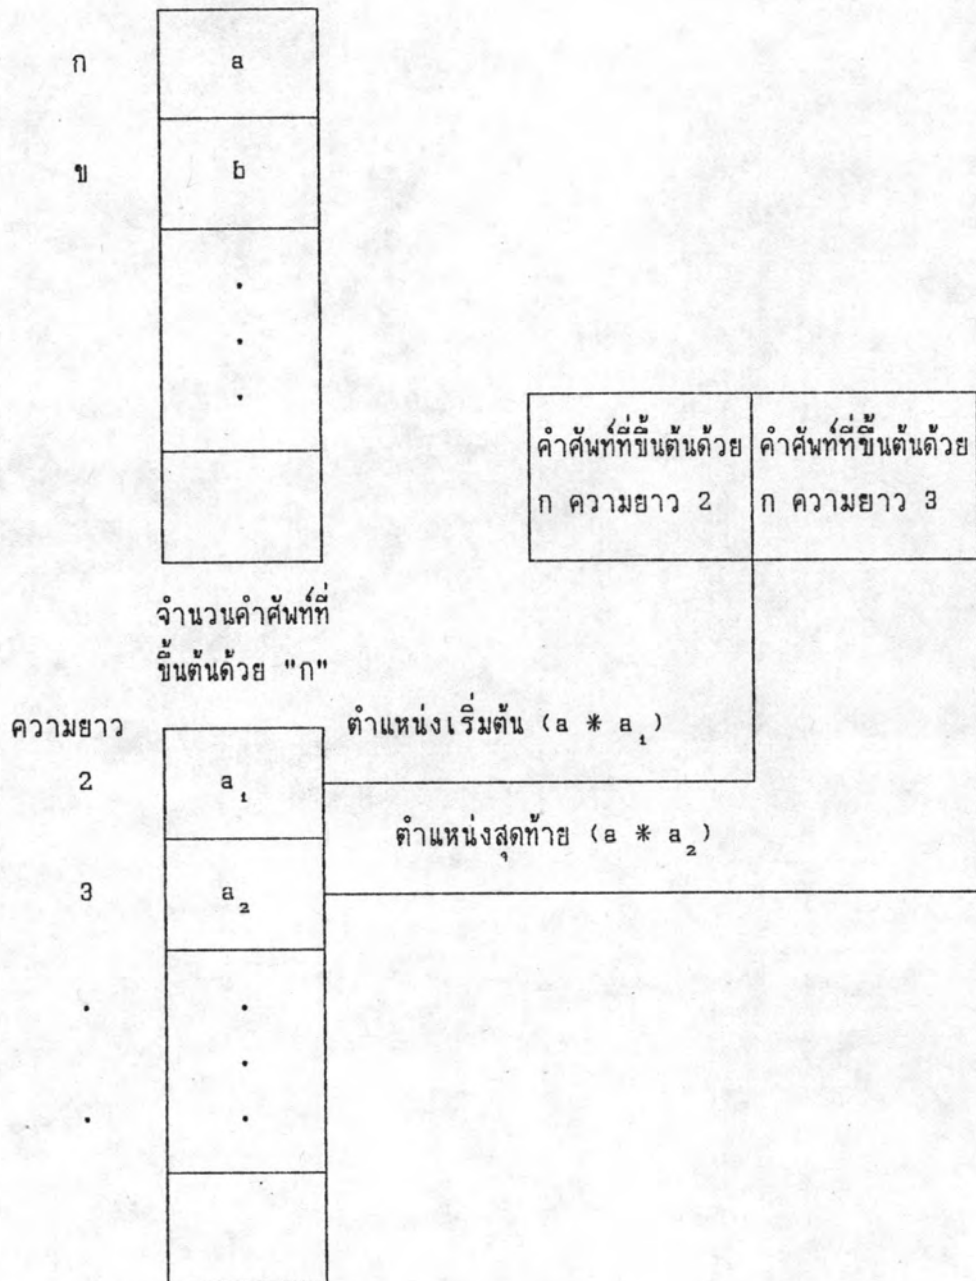 ก a
ข b
.
.
.
คำศัพท์ที่ขึ้นต้นด้วย
ก ความยาว 2
คำศัพท์ที่ขึ้นต้นด้วย
ก ความยาว 3
จำนวนคำศัพท์ที่
ขึ้นต้นด้วย "ก"
ความยาว
ตำแหน่งเริ่มต้น (a * a₁)
2 a₁
ตำแหน่งสุดท้าย (a * a₂)
3 a₂
. .
.
. .